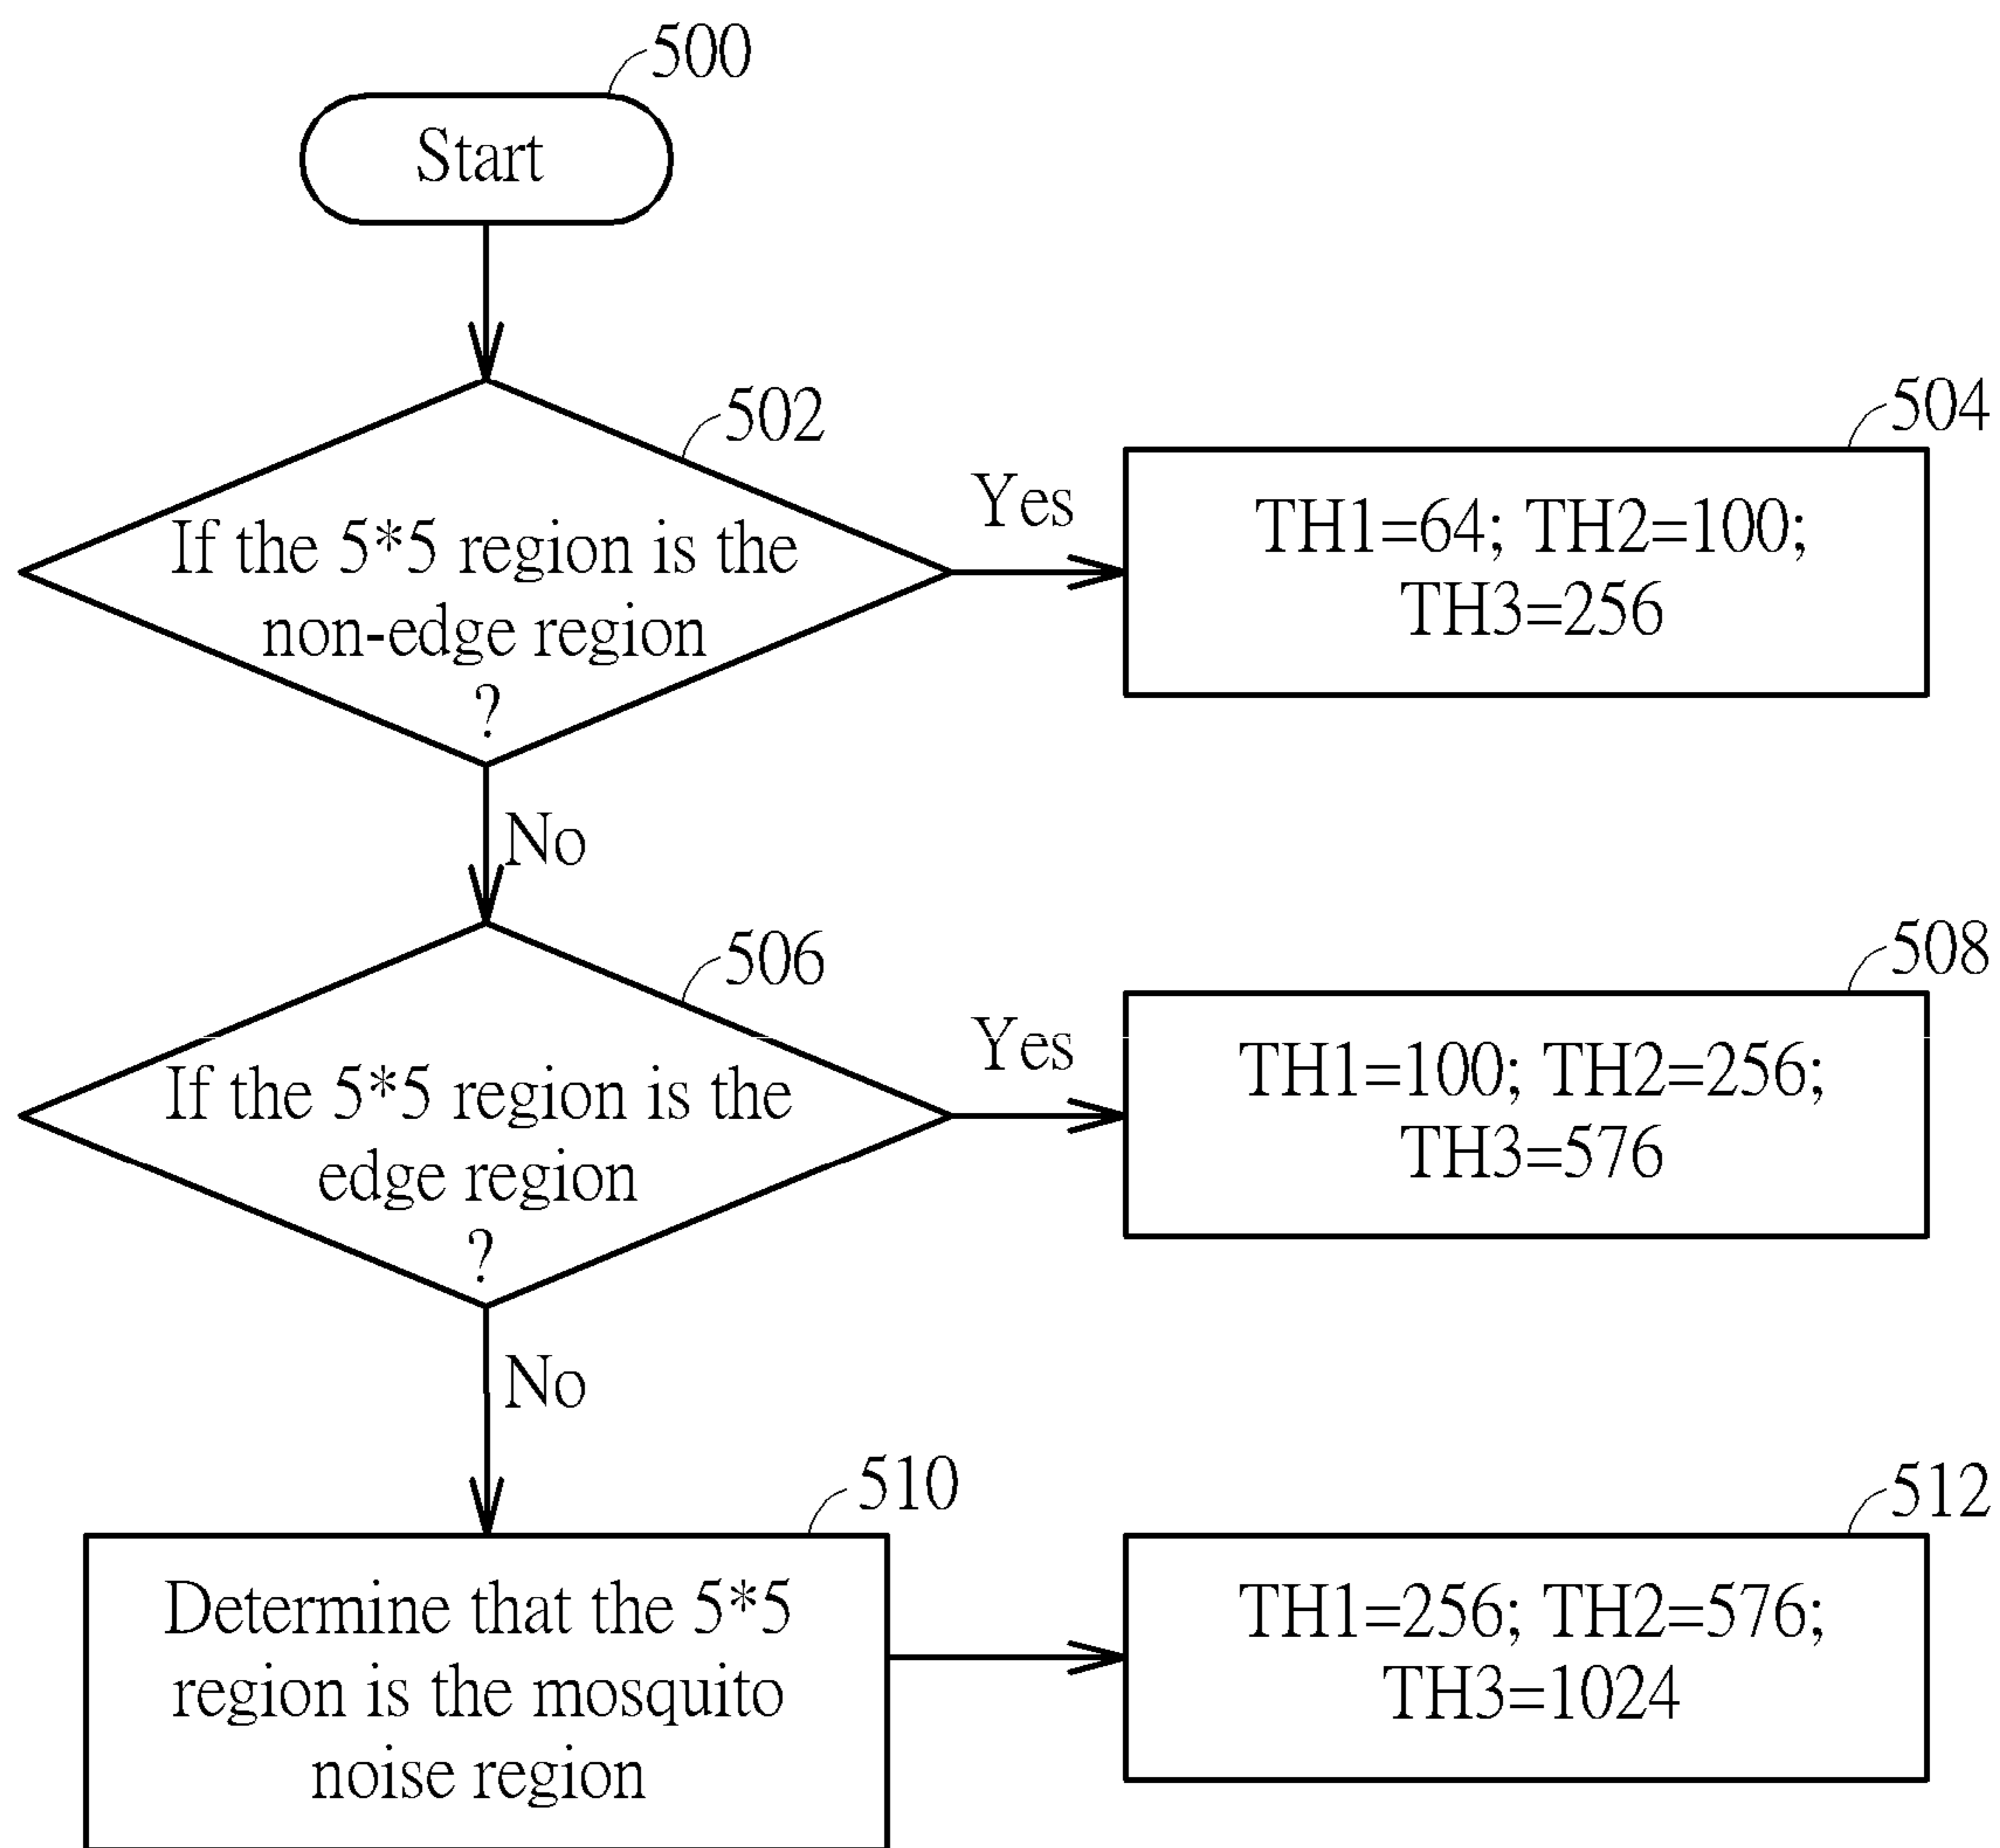 500
Start
502
If the 5*5 region is the
non-edge region
?
Yes
504
TH1=64; TH2=100;
TH3=256
No
506
If the 5*5 region is the
edge region
?
Yes
508
TH1=100; TH2=256;
TH3=576
No
510
Determine that the 5*5
region is the mosquito
noise region
512
TH1=256; TH2=576;
TH3=1024